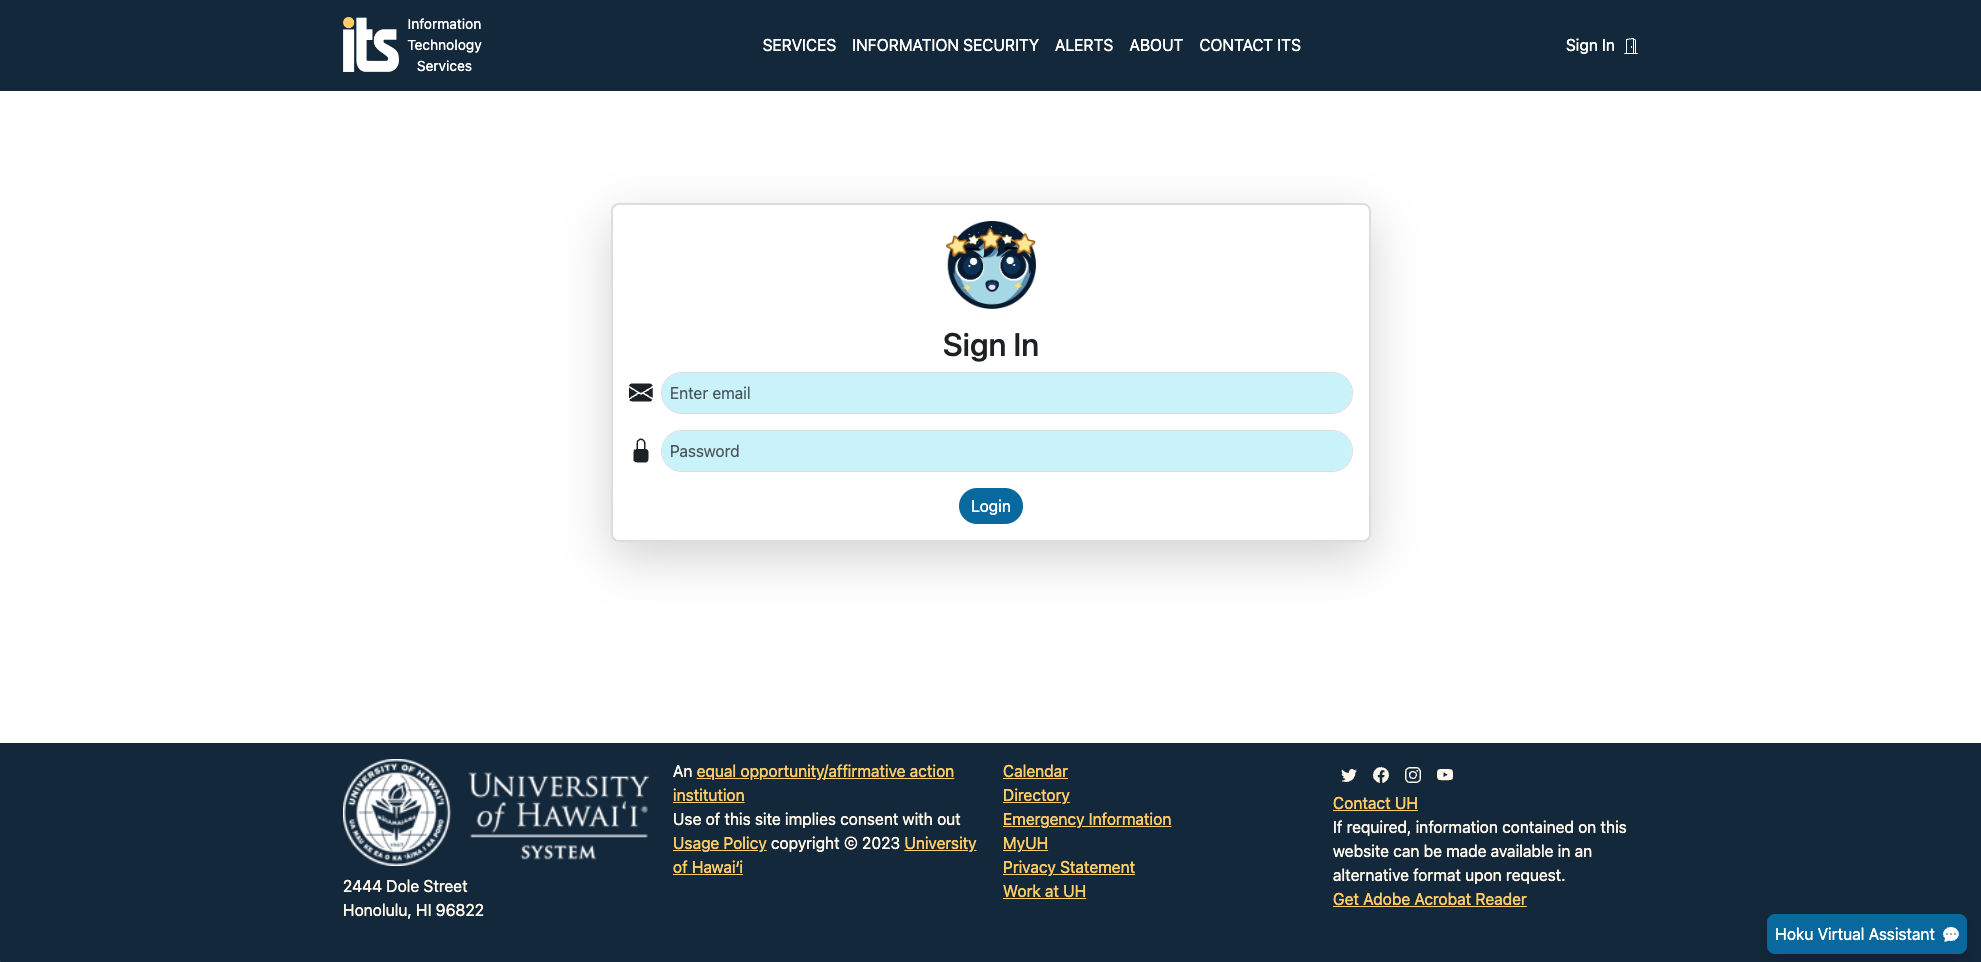 its
Information
Technology
Services
SERVICES INFORMATION SECURITY ALERTS ABOUT CONTACT ITS
Sign In
Sign In
Enter email
Password
Login
UNIVERSITY
of HAWAIʻI®
SYSTEM
2444 Dole Street
Honolulu, HI 96822
An equal opportunity/affirmative action
institution
Use of this site implies consent with out
Usage Policy copyright © 2023 University
of Hawaiʻi
Calendar
Directory
Emergency Information
MyUH
Privacy Statement
Work at UH
Contact UH
If required, information contained on this
website can be made available in an
alternative format upon request.
Get Adobe Acrobat Reader
Hoku Virtual Assistant